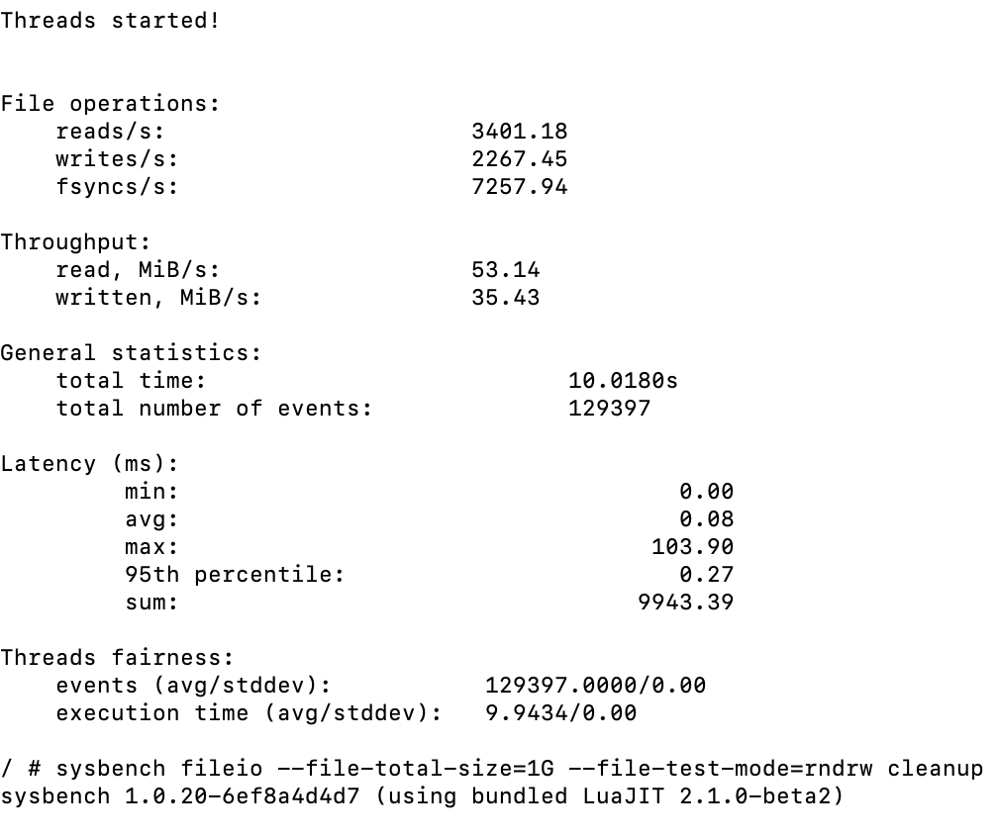 Threads started!
File operations:
reads/s: 3401.18
writes/s: 2267.45
fsyncs/s: 7257.94
Throughput:
read, MiB/s: 53.14
written, MiB/s: 35.43
General statistics:
total time: 10.0180s
total number of events: 129397
Latency (ms):
min: 0.00
avg: 0.08
max: 103.90
95th percentile: 0.27
sum: 9943.39
Threads fairness:
events (avg/stddev): 129397.0000/0.00
execution time (avg/stddev): 9.9434/0.00
/ # sysbench fileio --file-total-size=1G --file-test-mode=rndrw cleanup
sysbench 1.0.20-6ef8a4d4d7 (using bundled LuaJIT 2.1.0-beta2)